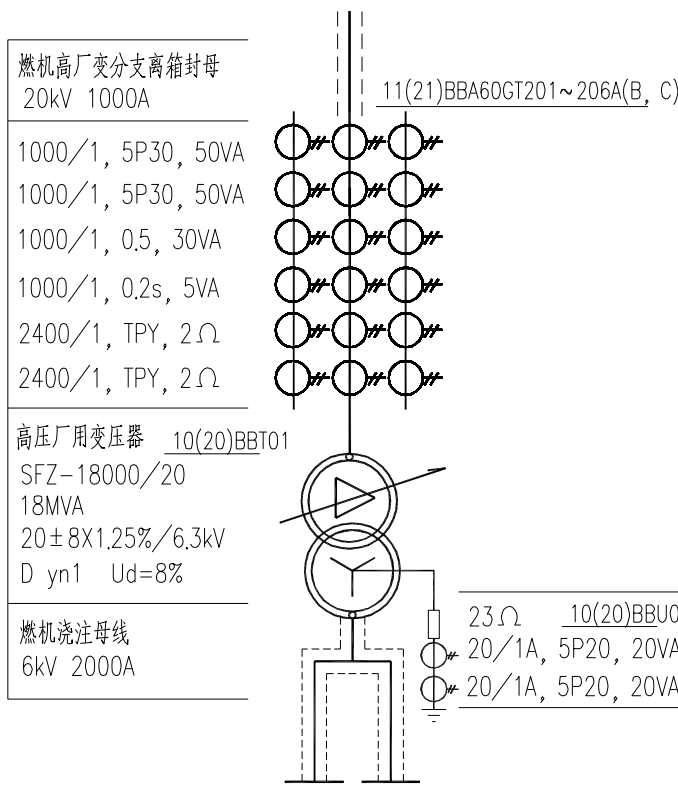 燃机高厂变分支离箱封母
20kV 1000A
11(21)BBA60GT201~206A(B, C)
1000/1, 5P30, 50VA
1000/1, 5P30, 50VA
1000/1, 0.5, 30VA
1000/1, 0.2s, 5VA
2400/1, TPY, 2Ω
2400/1, TPY, 2Ω
高压厂用变压器 10(20)BBT01
SFZ-18000/20
18MVA
20±8X1.25%/6.3kV
D yn1 Ud=8%
燃机浇注母线
6kV 2000A
23Ω 10(20)BBU0
20/1A, 5P20, 20VA
20/1A, 5P20, 20VA